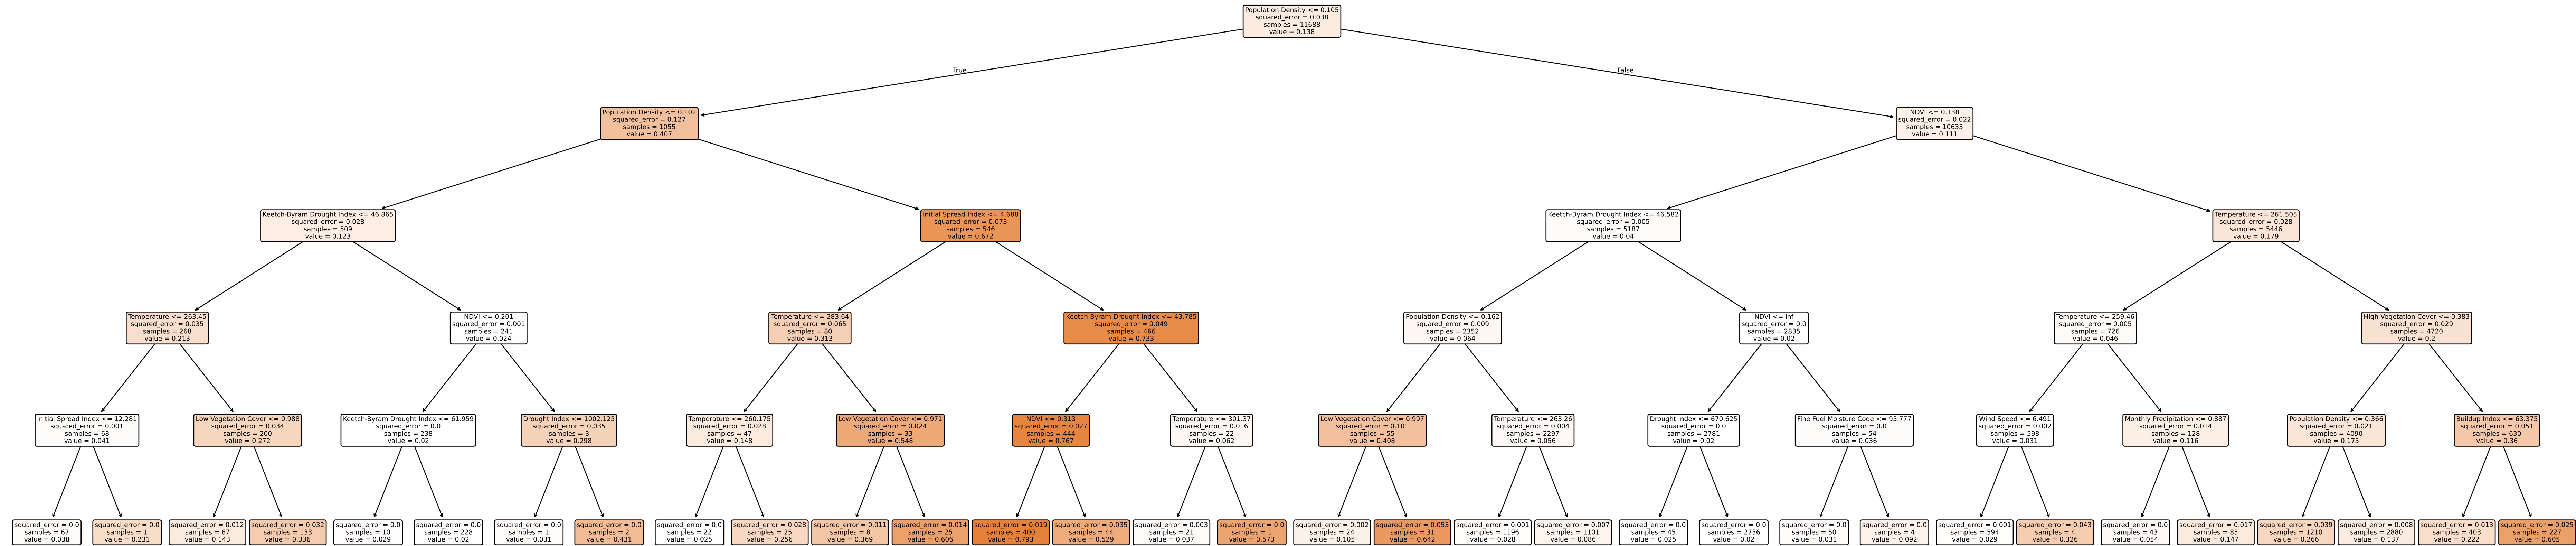 Population Density <= 0.105
squared_error = 0.038
samples = 11688
value = 0.138
True
False
Population Density <= 0.102
squared_error = 0.127
samples = 1055
value = 0.407
NDVI <= 0.138
squared_error = 0.022
samples = 10633
value = 0.111
Keetch-Byram Drought Index <= 46.865
squared_error = 0.028
samples = 509
value = 0.123
Initial Spread Index <= 4.688
squared_error = 0.073
samples = 546
value = 0.672
Keetch-Byram Drought Index <= 46.582
squared_error = 0.005
samples = 5187
value = 0.04
Temperature <= 261.505
squared_error = 0.028
samples = 5446
value = 0.179
Temperature <= 263.45
squared_error = 0.035
samples = 268
value = 0.213
NDVI <= 0.201
squared_error = 0.001
samples = 241
value = 0.024
Temperature <= 283.64
squared_error = 0.065
samples = 80
value = 0.313
Keetch-Byram Drought Index <= 43.785
squared_error = 0.049
samples = 466
value = 0.733
Population Density <= 0.162
squared_error = 0.009
samples = 2352
value = 0.064
NDVI <= inf
squared_error = 0.0
samples = 2835
value = 0.02
Temperature <= 259.46
squared_error = 0.005
samples = 726
value = 0.046
High Vegetation Cover <= 0.383
squared_error = 0.029
samples = 4720
value = 0.2
Initial Spread Index <= 12.281
squared_error = 0.001
samples = 68
value = 0.041
Low Vegetation Cover <= 0.988
squared_error = 0.034
samples = 200
value = 0.272
Keetch-Byram Drought Index <= 61.959
squared_error = 0.0
samples = 238
value = 0.02
Drought Index <= 1002.125
squared_error = 0.035
samples = 3
value = 0.298
Temperature <= 260.175
squared_error = 0.028
samples = 47
value = 0.148
Low Vegetation Cover <= 0.971
squared_error = 0.024
samples = 33
value = 0.548
NDVI <= 0.313
squared_error = 0.027
samples = 444
value = 0.767
Temperature <= 301.37
squared_error = 0.016
samples = 22
value = 0.062
Low Vegetation Cover <= 0.997
squared_error = 0.101
samples = 55
value = 0.408
Temperature <= 263.26
squared_error = 0.004
samples = 2297
value = 0.056
Drought Index <= 670.625
squared_error = 0.0
samples = 2781
value = 0.02
Fine Fuel Moisture Code <= 95.777
squared_error = 0.0
samples = 54
value = 0.036
Wind Speed <= 6.491
squared_error = 0.002
samples = 598
value = 0.031
Monthly Precipitation <= 0.887
squared_error = 0.014
samples = 128
value = 0.116
Population Density <= 0.366
squared_error = 0.021
samples = 4090
value = 0.175
Buildup Index <= 63.375
squared_error = 0.051
samples = 630
value = 0.36
squared_error = 0.0
samples = 67
value = 0.038
squared_error = 0.0
samples = 1
value = 0.231
squared_error = 0.012
samples = 67
value = 0.143
squared_error = 0.032
samples = 133
value = 0.336
squared_error = 0.0
samples = 10
value = 0.029
squared_error = 0.0
samples = 228
value = 0.02
squared_error = 0.0
samples = 1
value = 0.031
squared_error = 0.0
samples = 2
value = 0.431
squared_error = 0.0
samples = 22
value = 0.025
squared_error = 0.028
samples = 25
value = 0.256
squared_error = 0.011
samples = 8
value = 0.369
squared_error = 0.014
samples = 25
value = 0.606
squared_error = 0.019
samples = 400
value = 0.793
squared_error = 0.035
samples = 44
value = 0.529
squared_error = 0.003
samples = 21
value = 0.037
squared_error = 0.0
samples = 1
value = 0.573
squared_error = 0.002
samples = 24
value = 0.105
squared_error = 0.053
samples = 31
value = 0.642
squared_error = 0.001
samples = 1196
value = 0.028
squared_error = 0.007
samples = 1101
value = 0.086
squared_error = 0.0
samples = 45
value = 0.025
squared_error = 0.0
samples = 2736
value = 0.02
squared_error = 0.0
samples = 50
value = 0.031
squared_error = 0.0
samples = 4
value = 0.092
squared_error = 0.001
samples = 594
value = 0.029
squared_error = 0.043
samples = 4
value = 0.326
squared_error = 0.0
samples = 43
value = 0.054
squared_error = 0.017
samples = 85
value = 0.147
squared_error = 0.039
samples = 1210
value = 0.266
squared_error = 0.008
samples = 2880
value = 0.137
squared_error = 0.013
samples = 403
value = 0.222
squared_error = 0.025
samples = 227
value = 0.605